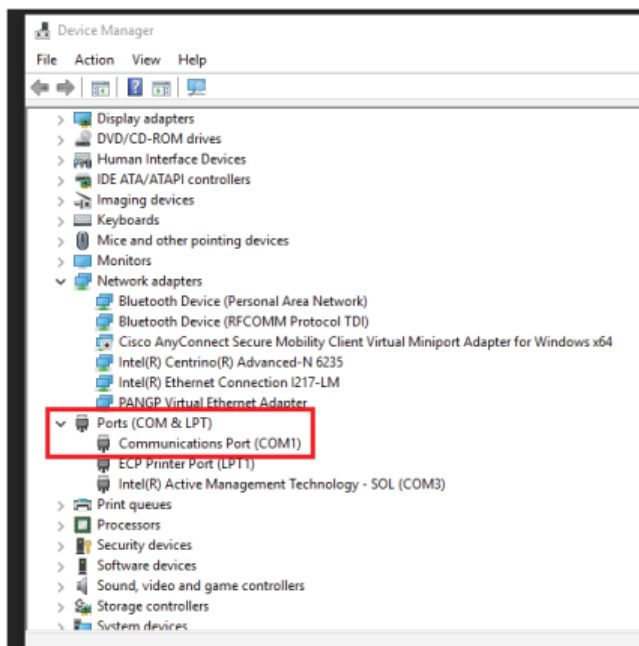 Device Manager
File Action View Help
Display adapters
DVD/CD-ROM drives
Human Interface Devices
IDE ATA/ATAPI controllers
Imaging devices
Keyboards
Mice and other pointing devices
Monitors
Network adapters
Bluetooth Device (Personal Area Network)
Bluetooth Device (RFCOMM Protocol TDI)
Cisco AnyConnect Secure Mobility Client Virtual Miniport Adapter for Windows x64
Intel(R) Centrino(R) Advanced-N 6235
Intel(R) Ethernet Connection I217-LM
PANGP Virtual Ethernet Adapter
Ports (COM & LPT)
Communications Port (COM1)
ECP Printer Port (LPT1)
Intel(R) Active Management Technology - SOL (COM3)
Print queues
Processors
Security devices
Software devices
Sound, video and game controllers
Storage controllers
System devices